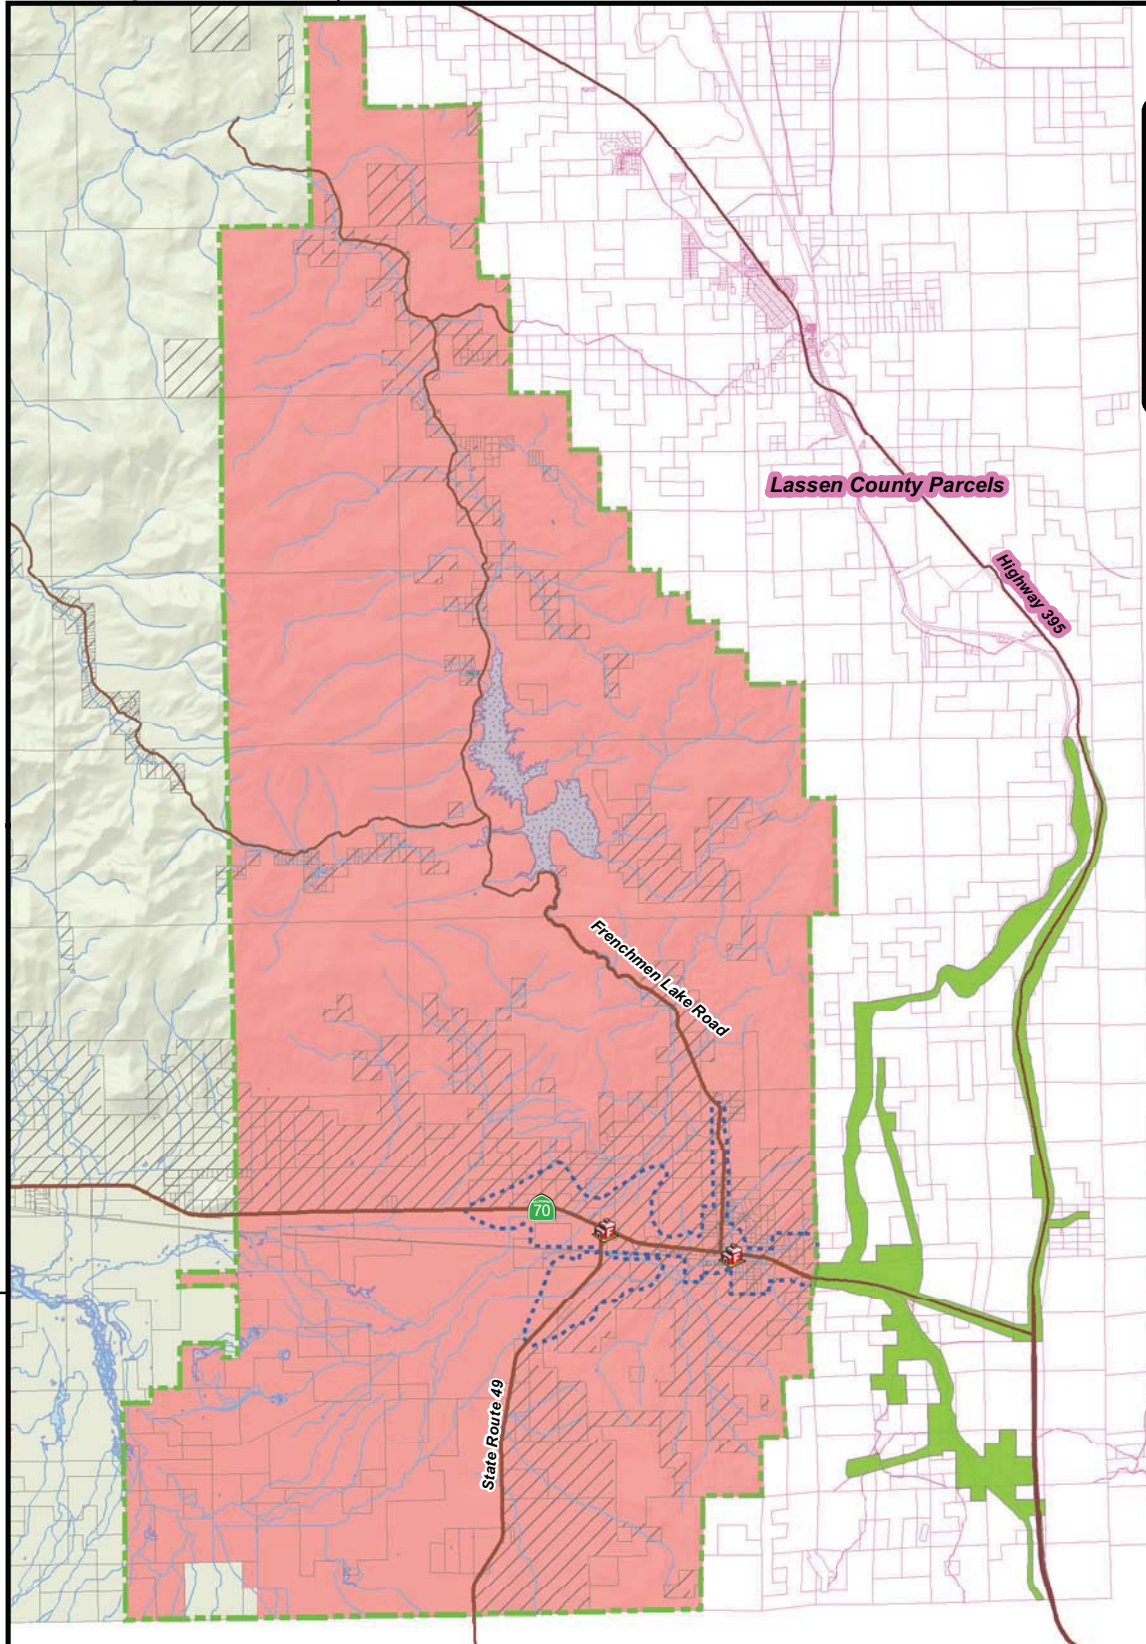 Lassen County Parcels
Highway 395
Frenchmen Lake Road
70
F
F
State Route 49